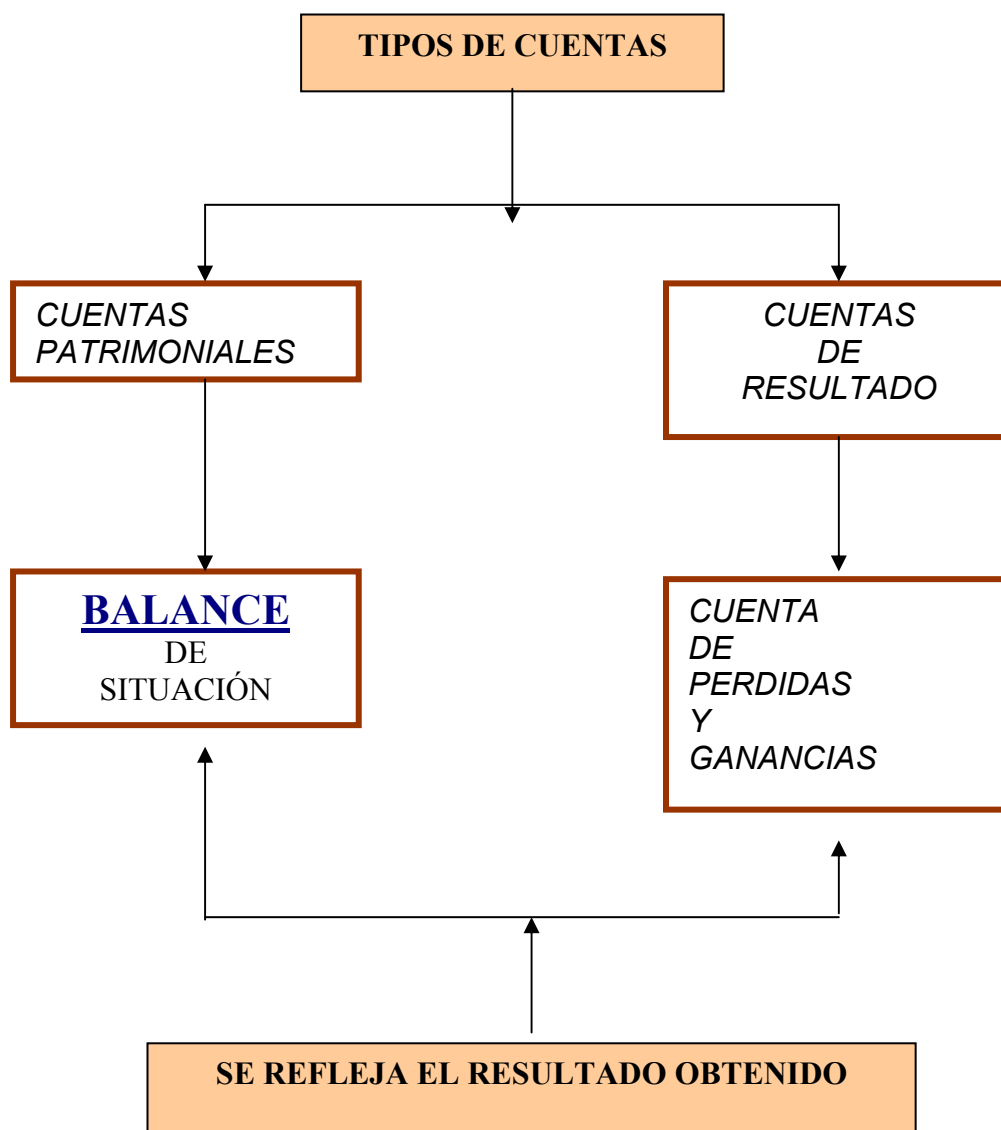 TIPOS DE CUENTAS
CUENTAS
PATRIMONIALES
CUENTAS
DE
RESULTADO
BALANCE
DE
SITUACIÓN
CUENTA
DE
PERDIDAS
Y
GANANCIAS
SE REFLEJA EL RESULTADO OBTENIDO